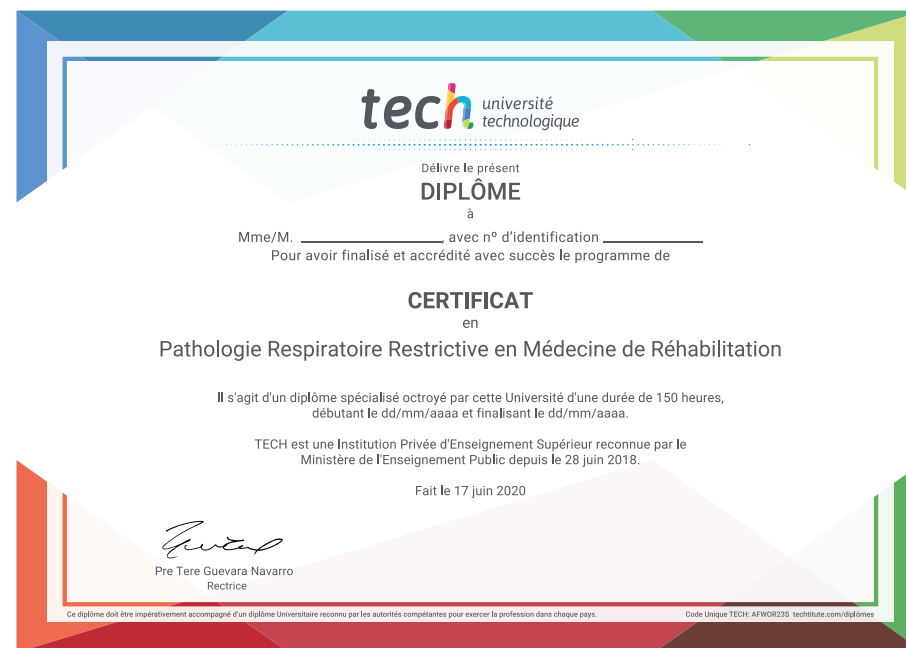 tech université
technologique
Délivre le présent
DIPLÔME
à
Mme/M. ____________________, avec nº d'identification ______________
Pour avoir finalisé et accrédité avec succès le programme de
CERTIFICAT
en
Pathologie Respiratoire Restrictive en Médecine de Réhabilitation
Il s'agit d'un diplôme spécialisé octroyé par cette Université d'une durée de 150 heures,
débutant le dd/mm/aaaa et finalisant le dd/mm/aaaa.
TECH est une Institution Privée d'Enseignement Supérieur reconnue par le
Ministère de l'Enseignement Public depuis le 28 juin 2018.
Fait le 17 juin 2020
Pre Tere Guevara Navarro
Rectrice
Ce diplôme doit être impérativement accompagné d'un diplôme Universitaire reconnu par les autorités compétantes pour exercer la profession dans chaque pays.
Code Unique TECH: AFWOR23S techtitute.com/diplômes